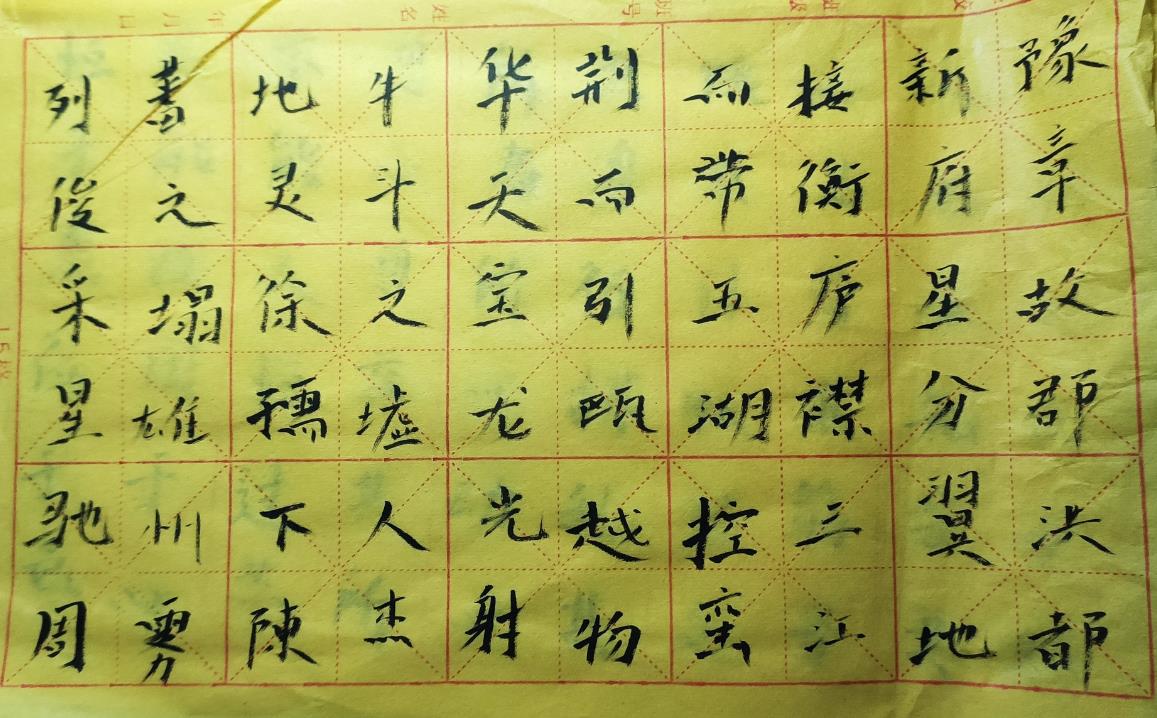 豫章故郡洪都
新府星分翼地
接衡庐襟三江
而帶五湖控蛮
荆而引瓯越物
华天宝龙光射
牛斗之墟人杰
地灵徐孺下陳
蕃之塌雄州雾
列俊采星驰周